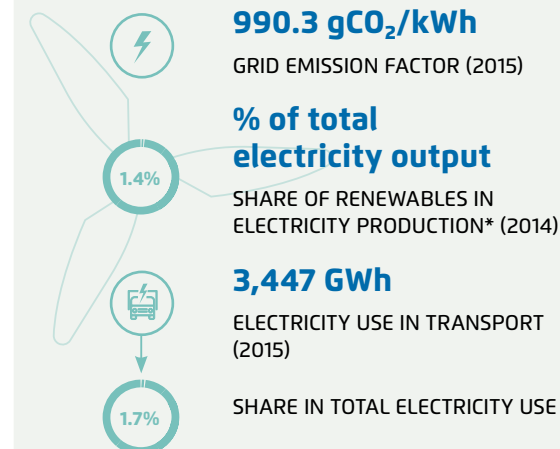 990.3 gCO₂/kWh
GRID EMISSION FACTOR (2015)
% of total
electricity output
1.4%
SHARE OF RENEWABLES IN
ELECTRICITY PRODUCTION* (2014)
3,447 GWh
ELECTRICITY USE IN TRANSPORT
(2015)
1.7%
SHARE IN TOTAL ELECTRICITY USE